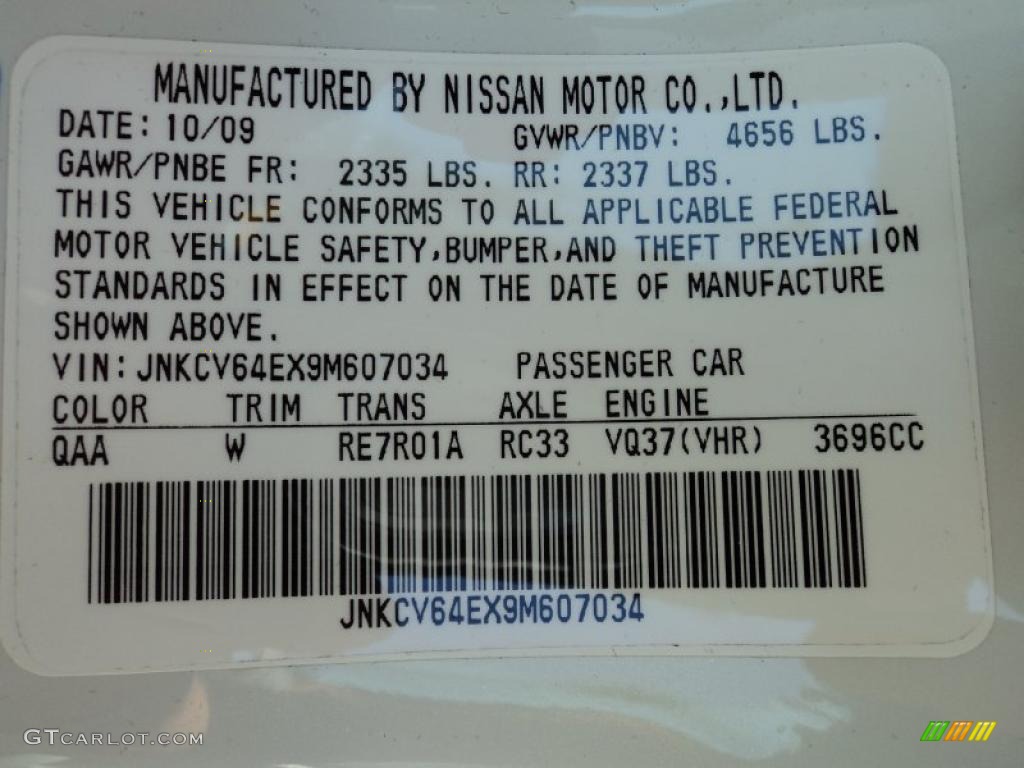 MANUFACTURED BY NISSAN MOTOR CO.,LTD.
DATE: 10/09 GVWR/PNBV: 4656 LBS.
GAWR/PNBE FR: 2335 LBS. RR: 2337 LBS.
THIS VEHICLE CONFORMS TO ALL APPLICABLE FEDERAL
MOTOR VEHICLE SAFETY,BUMPER,AND THEFT PREVENTION
STANDARDS IN EFFECT ON THE DATE OF MANUFACTURE
SHOWN ABOVE.
VIN:JNKCV64EX9M607034 PASSENGER CAR
COLOR TRIM TRANS AXLE ENGINE
QAA W RE7R01A RC33 VQ37(VHR) 3696CC
JNKCV64EX9M607034
GTCARLOT.COM